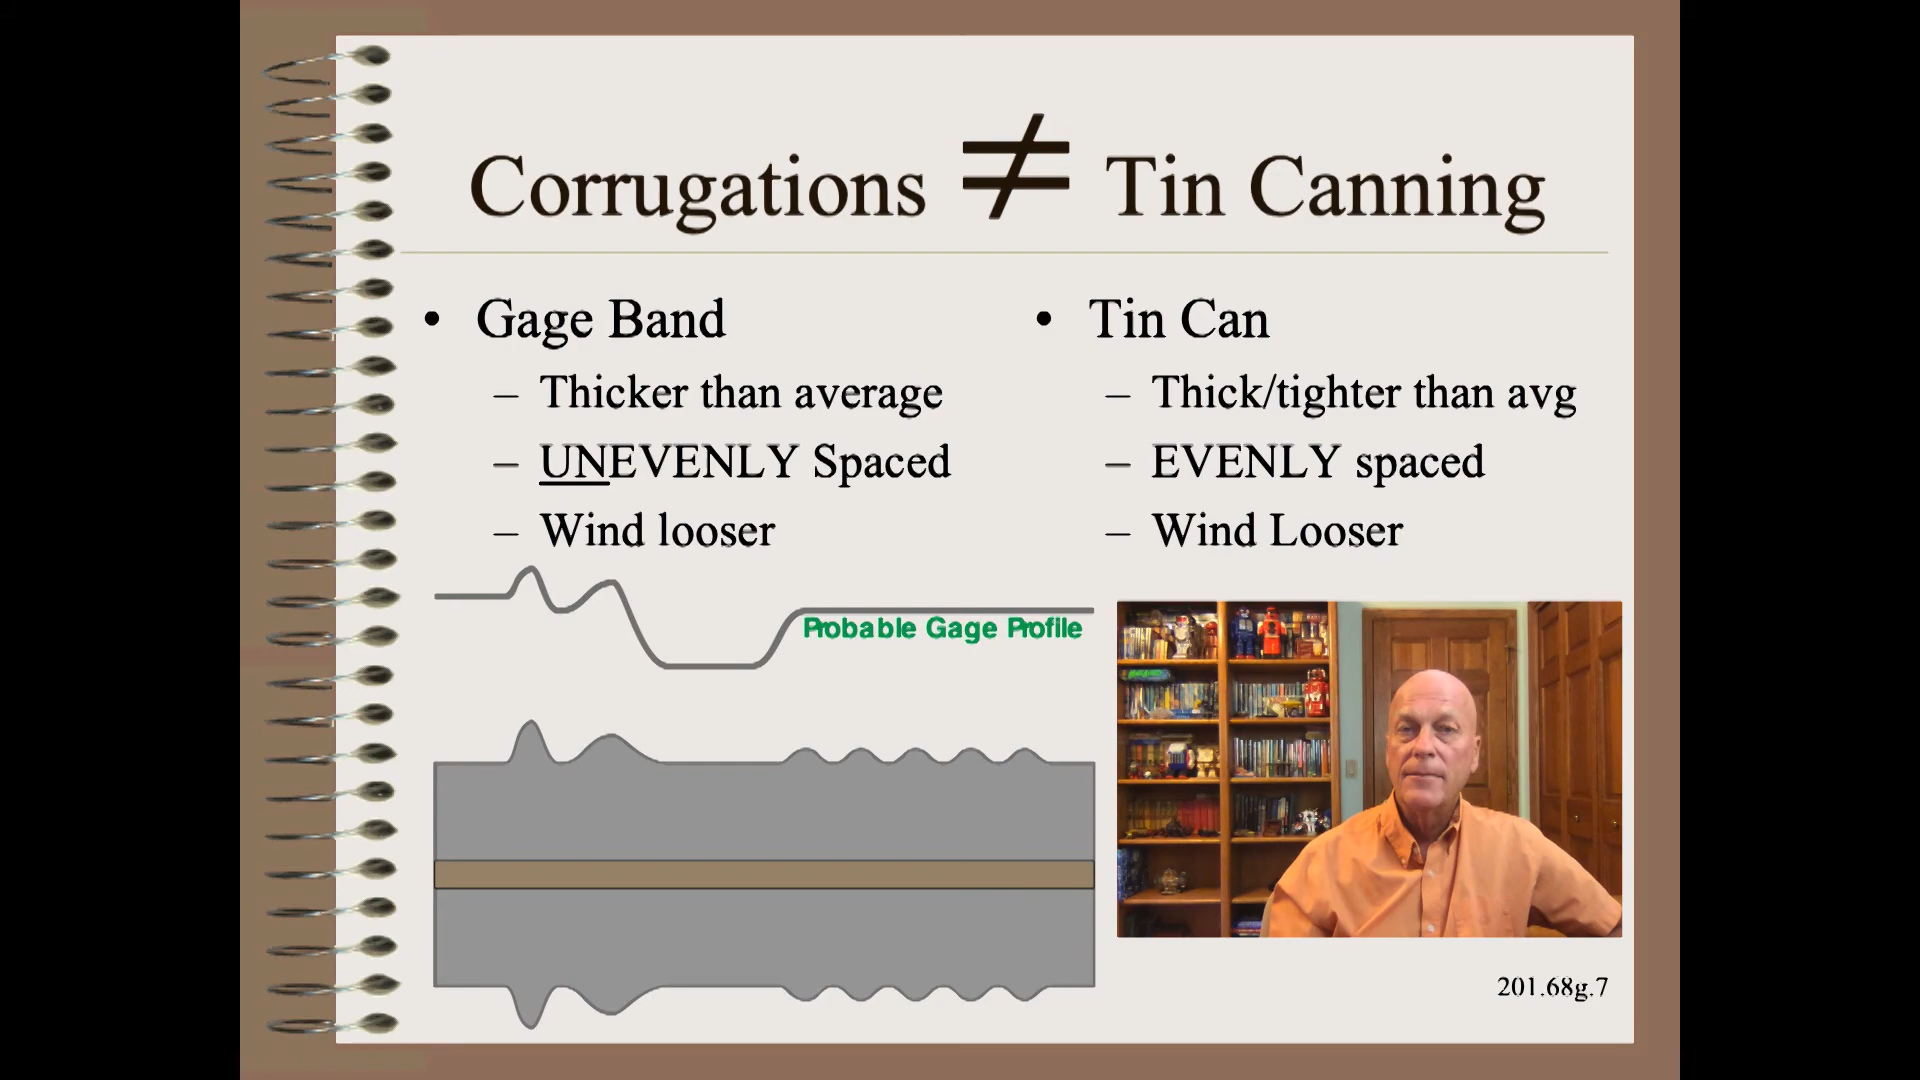 Corrugations ≠ Tin Canning
• Gage Band
– Thicker than average
– UNEVENLY Spaced
– Wind looser
• Tin Can
– Thick/tighter than avg
– EVENLY spaced
– Wind Looser
Probable Gage Profile
201.68g.7